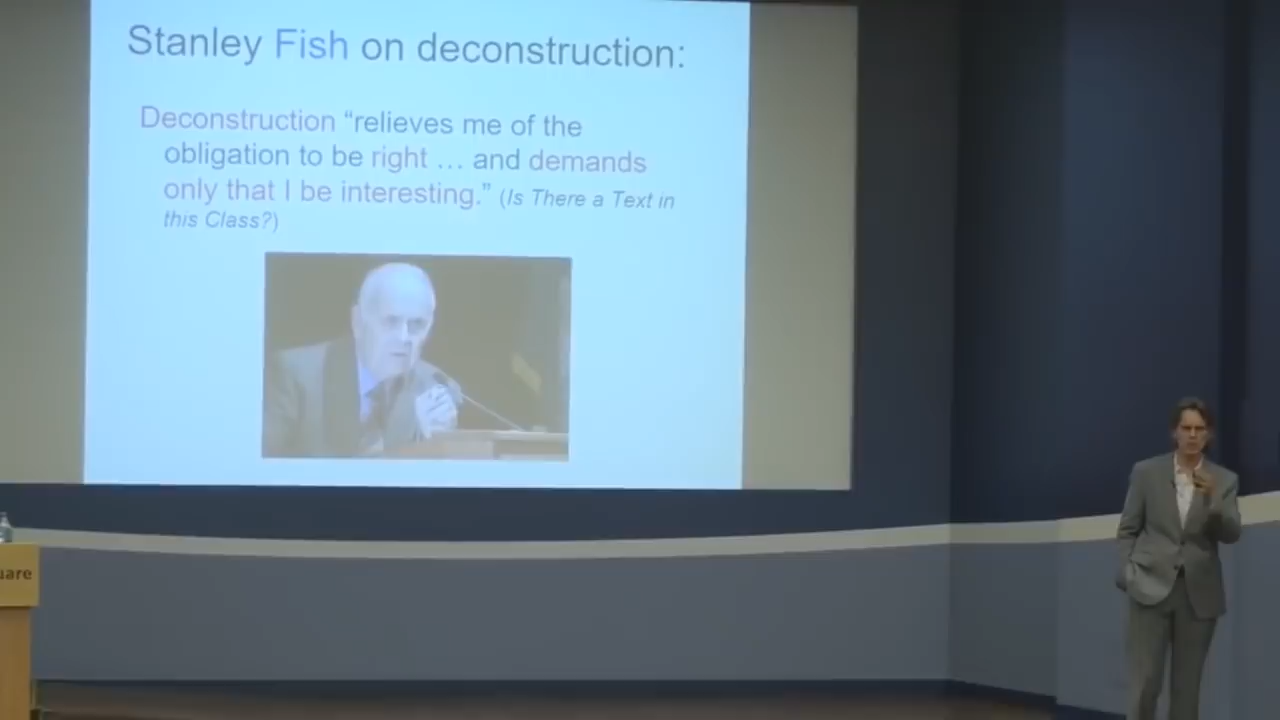 Stanley Fish on deconstruction:
Deconstruction “relieves me of the
obligation to be right … and demands
only that I be interesting.” (Is There a Text in
this Class?)
uare